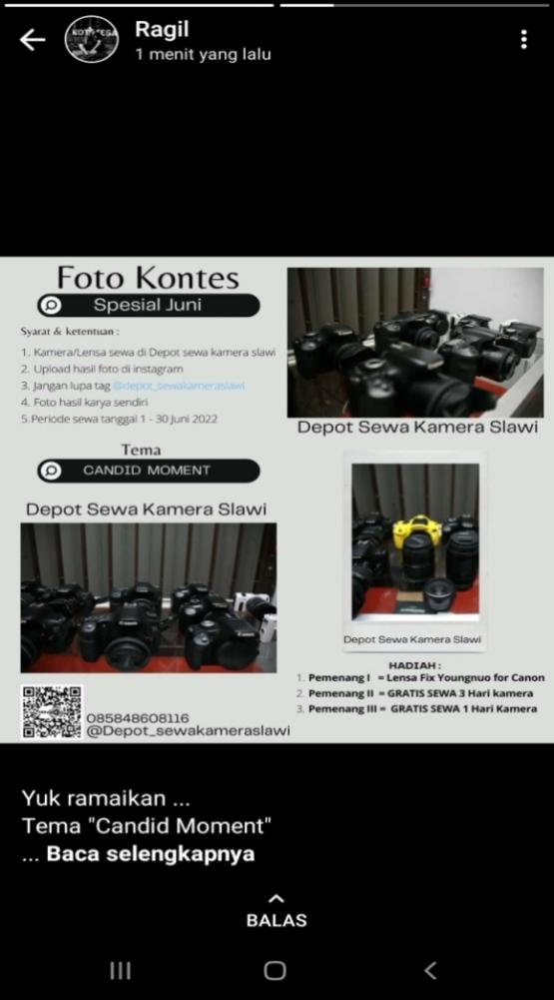 Ragil
1 menit yang lalu
Foto Kontes
Spesial Juni
Syarat & ketentuan :
1. Kamera/Lensa sewa di Depot sewa kamera slawi
2. Upload hasil foto di instagram
3. Jangan lupa tag @depot_sewakameraslawi
4. Foto hasil karya sendiri
5. Periode sewa tanggal 1 - 30 Juni 2022
Tema
CANDID MOMENT
Depot Sewa Kamera Slawi
085848608116
@Depot_sewakameraslawi
Depot Sewa Kamera Slawi
Depot Sewa Kamera Slawi
HADIAH :
1. Pemenang I = Lensa Fix Youngnuo for Canon
2. Pemenang II = GRATIS SEWA 3 Hari kamera
3. Pemenang III = GRATIS SEWA 1 Hari Kamera
Yuk ramaikan ...
Tema "Candid Moment"
... Baca selengkapnya
BALAS